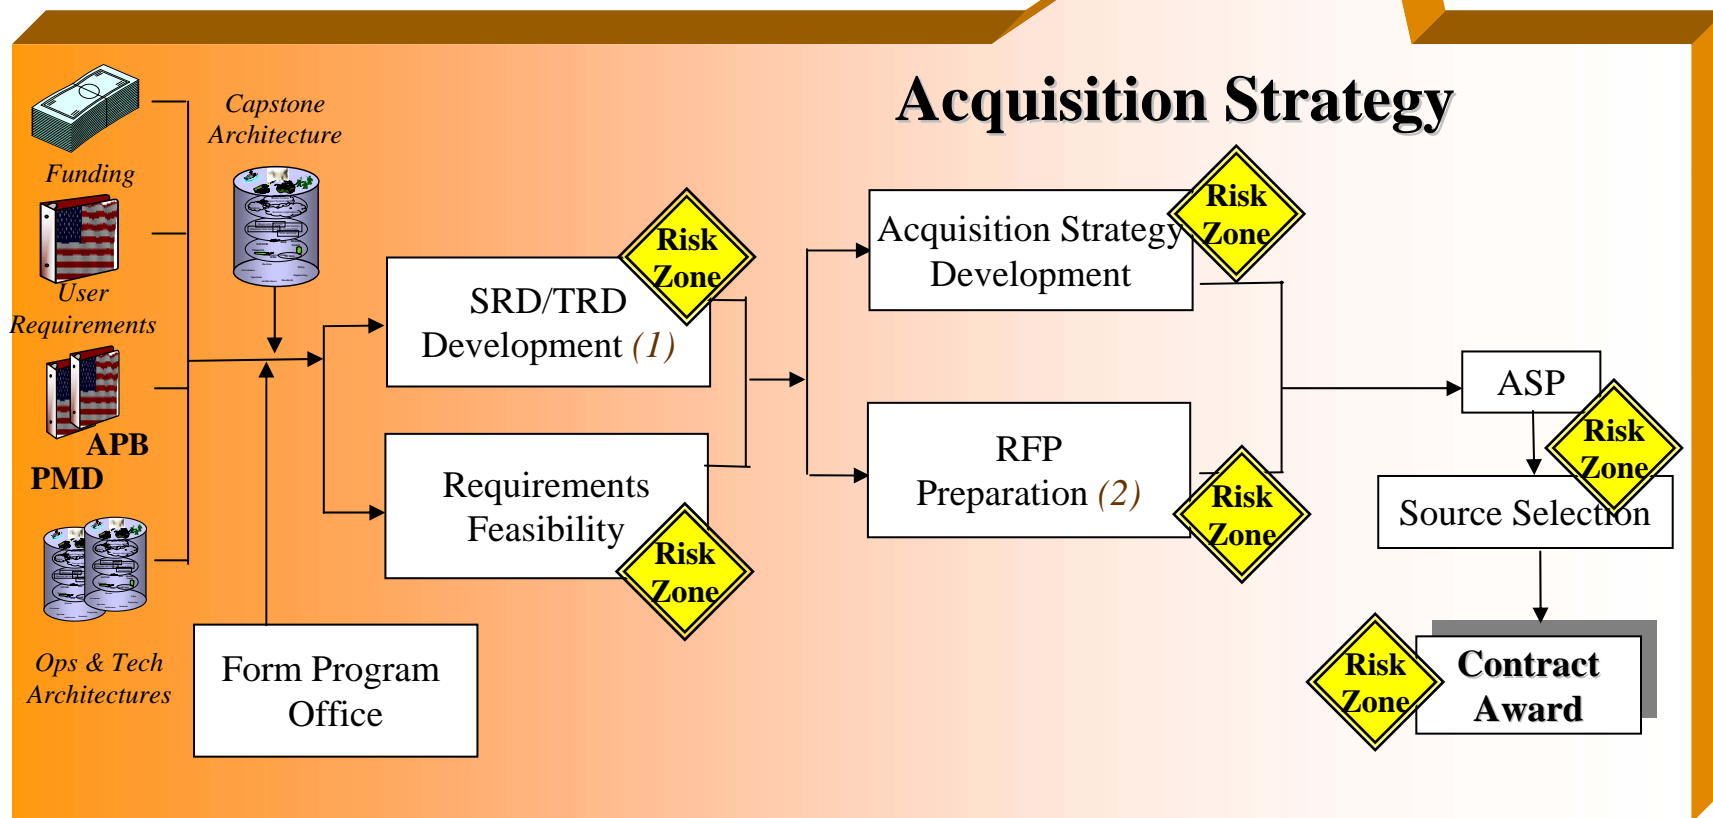 Acquisition Strategy
Funding
User
Requirements
APB
PMD
Ops & Tech
Architectures
Capstone
Architecture
Form Program
Office
SRD/TRD
Development (1)
Risk
Zone
Requirements
Feasibility
Risk
Zone
Acquisition Strategy
Development
Risk
Zone
RFP
Preparation (2)
Risk
Zone
ASP
Risk
Zone
Source Selection
Risk
Zone
Contract
Award